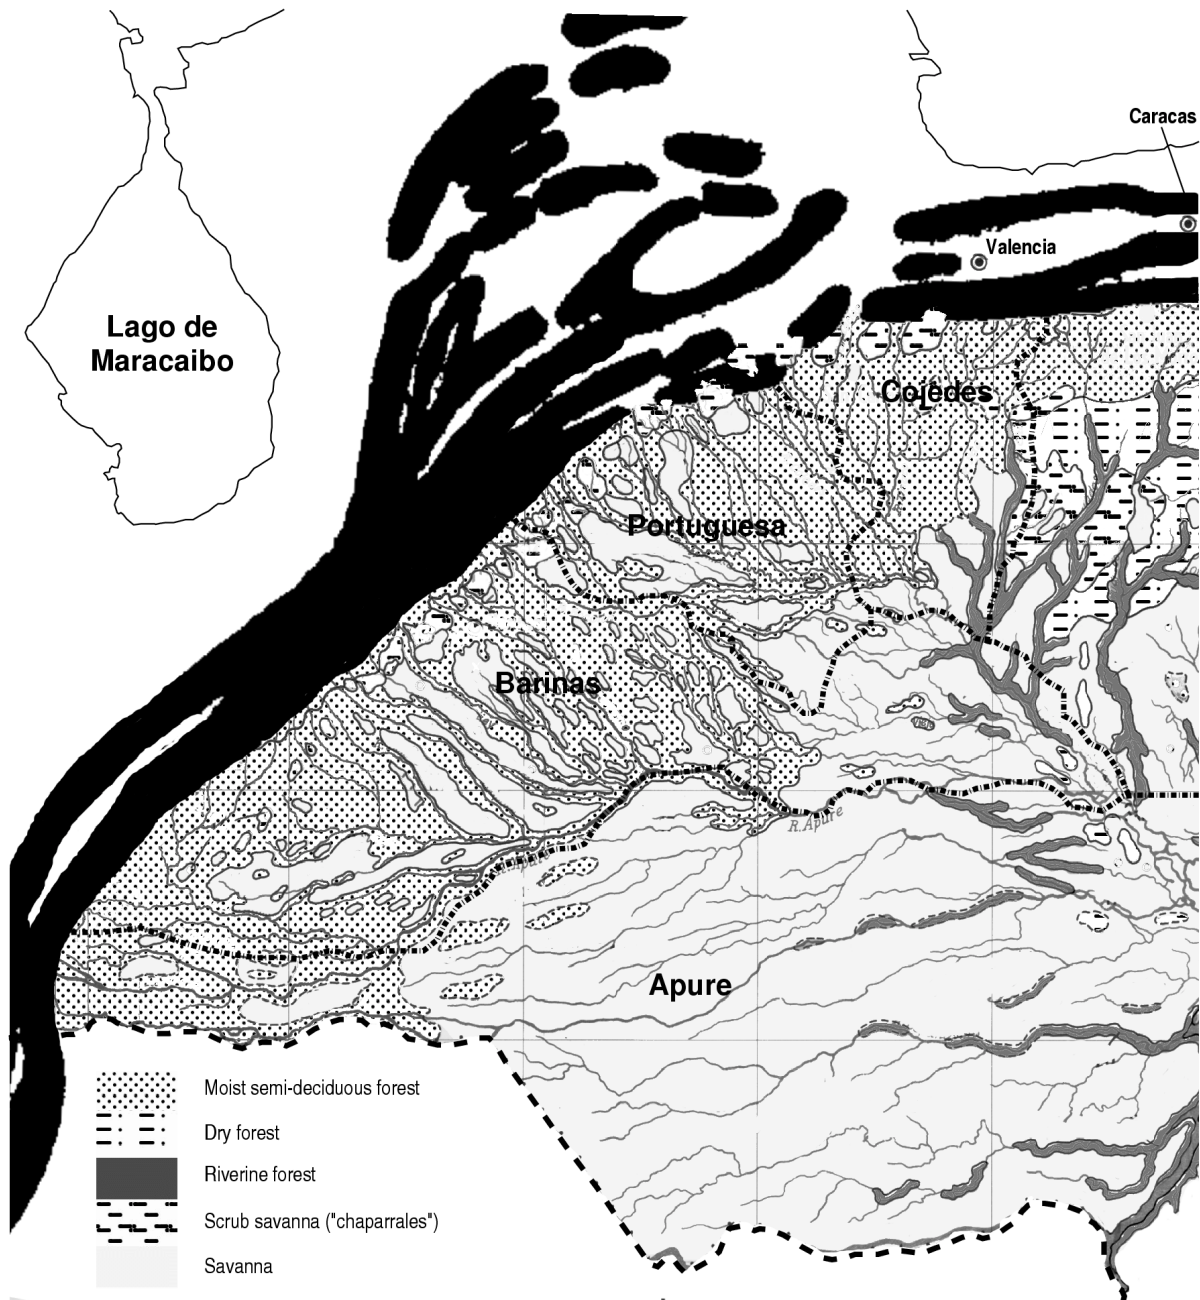 Caracas
Valencia
Lago de
Maracaibo
Cojedes
Portuguesa
Barinas
R. Apure
Apure
Moist semi-deciduous forest
Dry forest
Riverine forest
Scrub savanna ("chaparrales")
Savanna